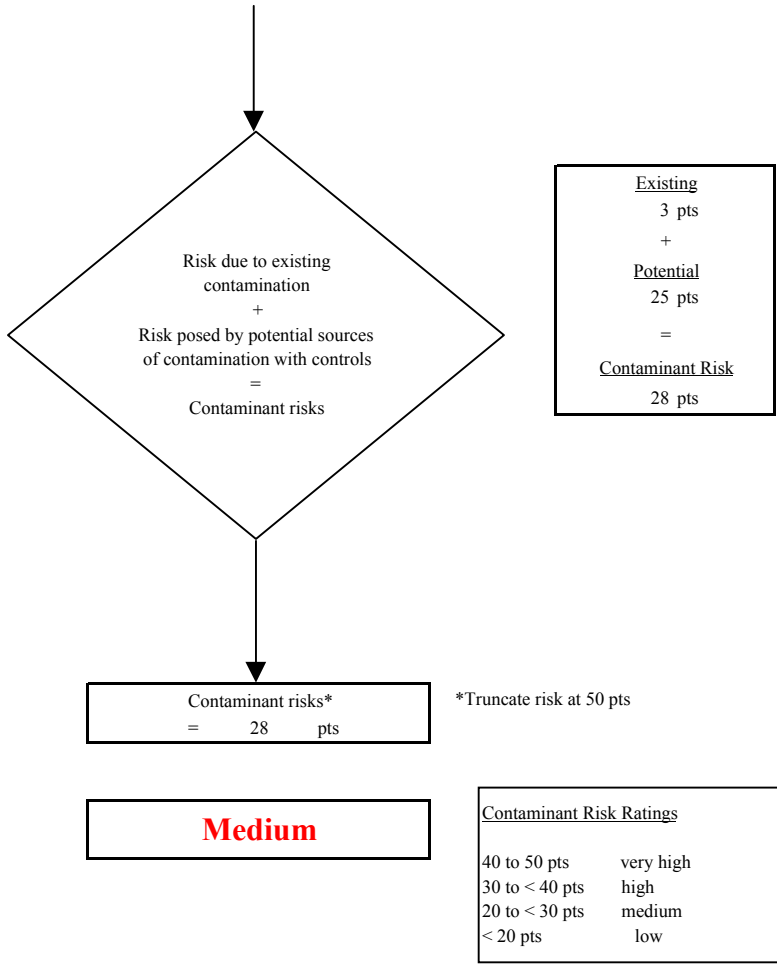 Risk due to existing
contamination
+
Risk posed by potential sources
of contamination with controls
=
Contaminant risks
Existing
3 pts
+
Potential
25 pts
=
Contaminant Risk
28 pts
Contaminant risks*
= 28 pts
*Truncate risk at 50 pts
Medium
Contaminant Risk Ratings
40 to 50 pts very high
30 to < 40 pts high
20 to < 30 pts medium
< 20 pts low